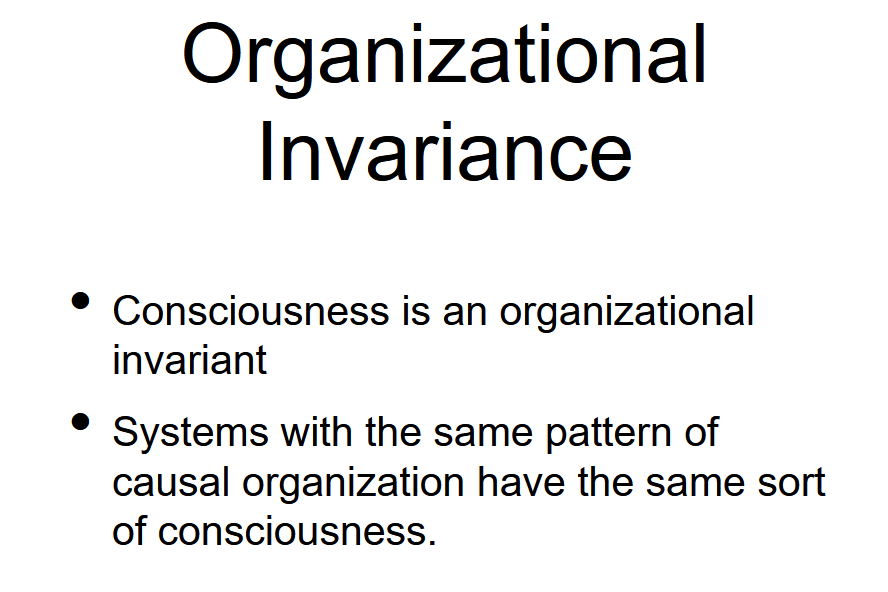 Organizational
Invariance
• Consciousness is an organizational
invariant
• Systems with the same pattern of
causal organization have the same sort
of consciousness.